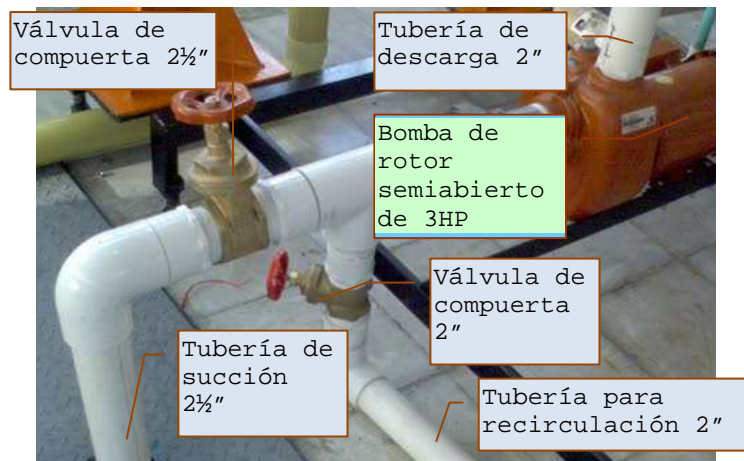 Válvula de
compuerta 2½"
Tubería de
descarga 2"
Bomba de
rotor
semiabierto
de 3HP
Válvula de
compuerta
2"
Tubería de
succión
2½"
Tubería para
recirculación 2"